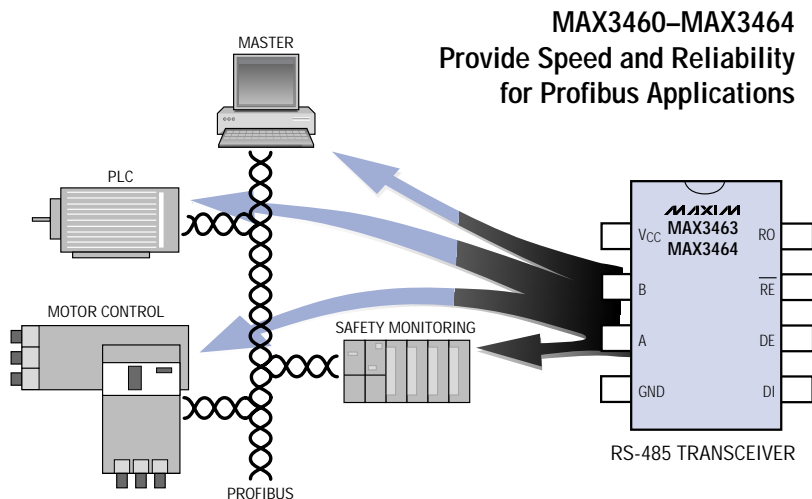 MAX3460–MAX3464
Provide Speed and Reliability
for Profibus Applications
MASTER
PLC
MOTOR CONTROL
SAFETY MONITORING
PROFIBUS
MAXIM
MAX3463
MAX3464
VCC
RO
B
RE
A
DE
GND
DI
RS-485 TRANSCEIVER